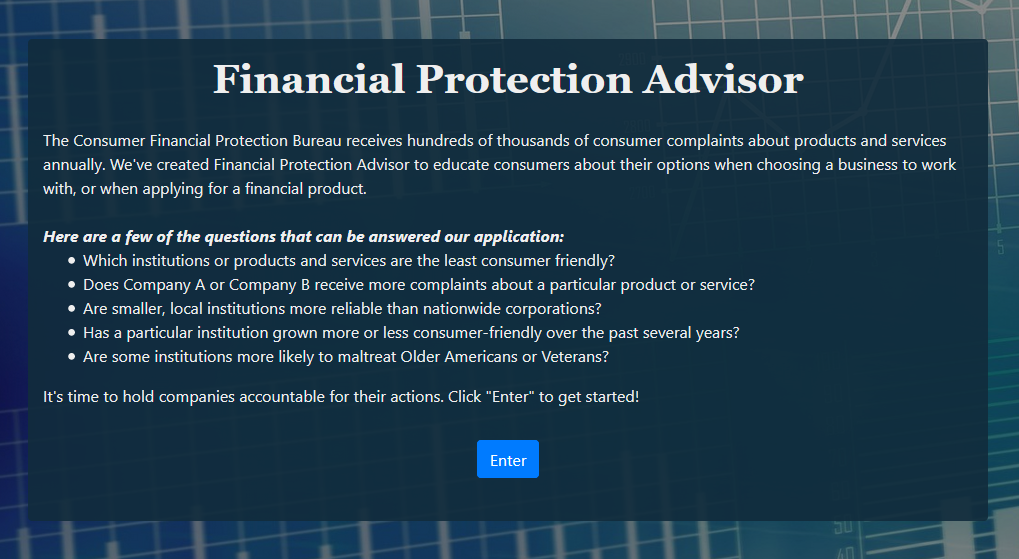 Financial Protection Advisor
The Consumer Financial Protection Bureau receives hundreds of thousands of consumer complaints about products and services
annually. We've created Financial Protection Advisor to educate consumers about their options when choosing a business to work
with, or when applying for a financial product.
Here are a few of the questions that can be answered our application:
• Which institutions or products and services are the least consumer friendly?
• Does Company A or Company B receive more complaints about a particular product or service?
• Are smaller, local institutions more reliable than nationwide corporations?
• Has a particular institution grown more or less consumer-friendly over the past several years?
• Are some institutions more likely to maltreat Older Americans or Veterans?
It's time to hold companies accountable for their actions. Click "Enter" to get started!
Enter
5
50
40